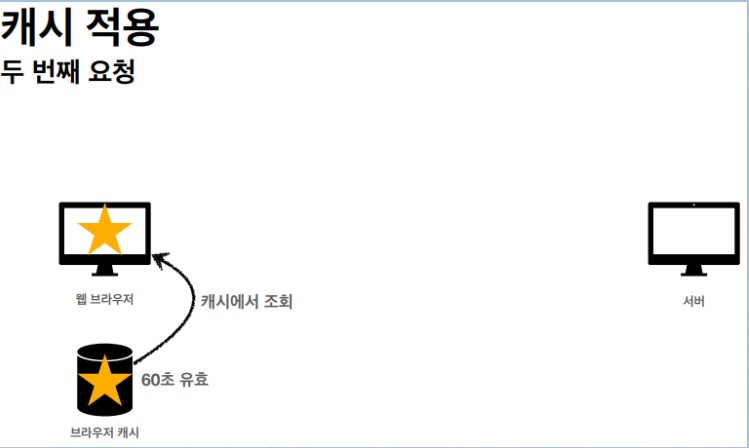 캐시 적용
두 번째 요청
웹 브라우저
캐시에서 조회
서버
60초 유효
브라우저 캐시